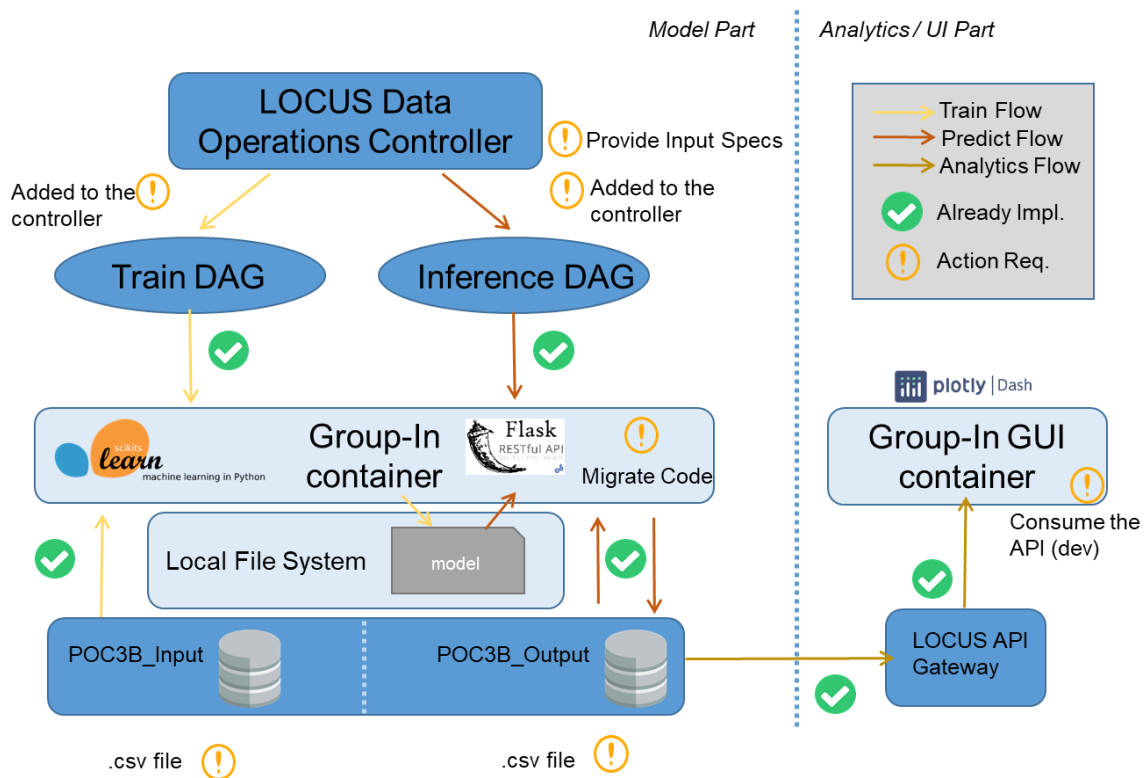 Model Part
Analytics / UI Part
LOCUS Data
Operations Controller
Provide Input Specs
Added to the
controller
Added to the
controller
Train Flow
Predict Flow
Analytics Flow
Already Impl.
Action Req.
Train DAG
Inference DAG
scikits
learn
machine learning in Python
Group-In
container
Flask
RESTful API
Migrate Code
plotly | Dash
Group-In GUI
container
Consume the
API (dev)
Local File System
model
POC3B_Input
POC3B_Output
LOCUS API
Gateway
.csv file
.csv file